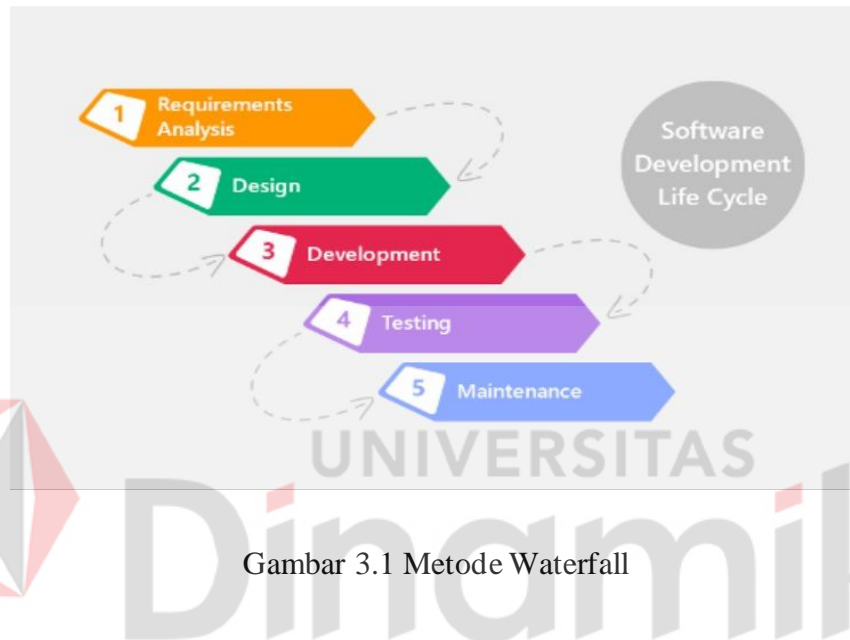 1
Requirements
Analysis
Software
Development
Life Cycle
2
Design
3
Development
4
Testing
5
Maintenance
UNIVERSITAS
Gambar 3.1 Metode Waterfall